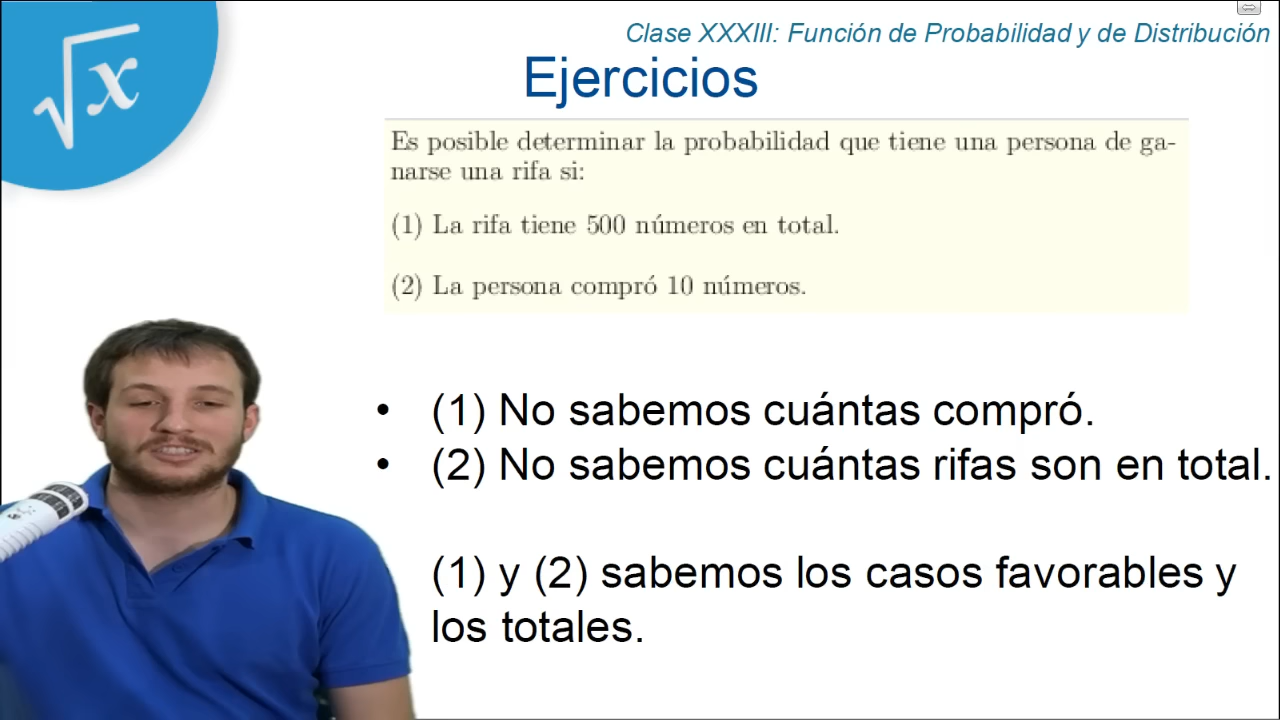 √x
Clase XXXIII: Función de Probabilidad y de Distribución
Ejercicios
Es posible determinar la probabilidad que tiene una persona de ga-
narse una rifa si:
(1) La rifa tiene 500 números en total.
(2) La persona compró 10 números.
• (1) No sabemos cuántas compró.
• (2) No sabemos cuántas rifas son en total.
(1) y (2) sabemos los casos favorables y
los totales.